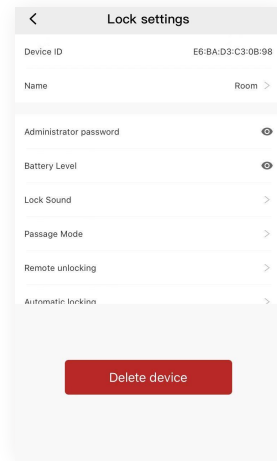 Lock settings
Device ID E6:BA:D3:C3:0B:98
Name Room
Administrator password
Battery Level
Lock Sound
Passage Mode
Remote unlocking
Automatic locking
Delete device